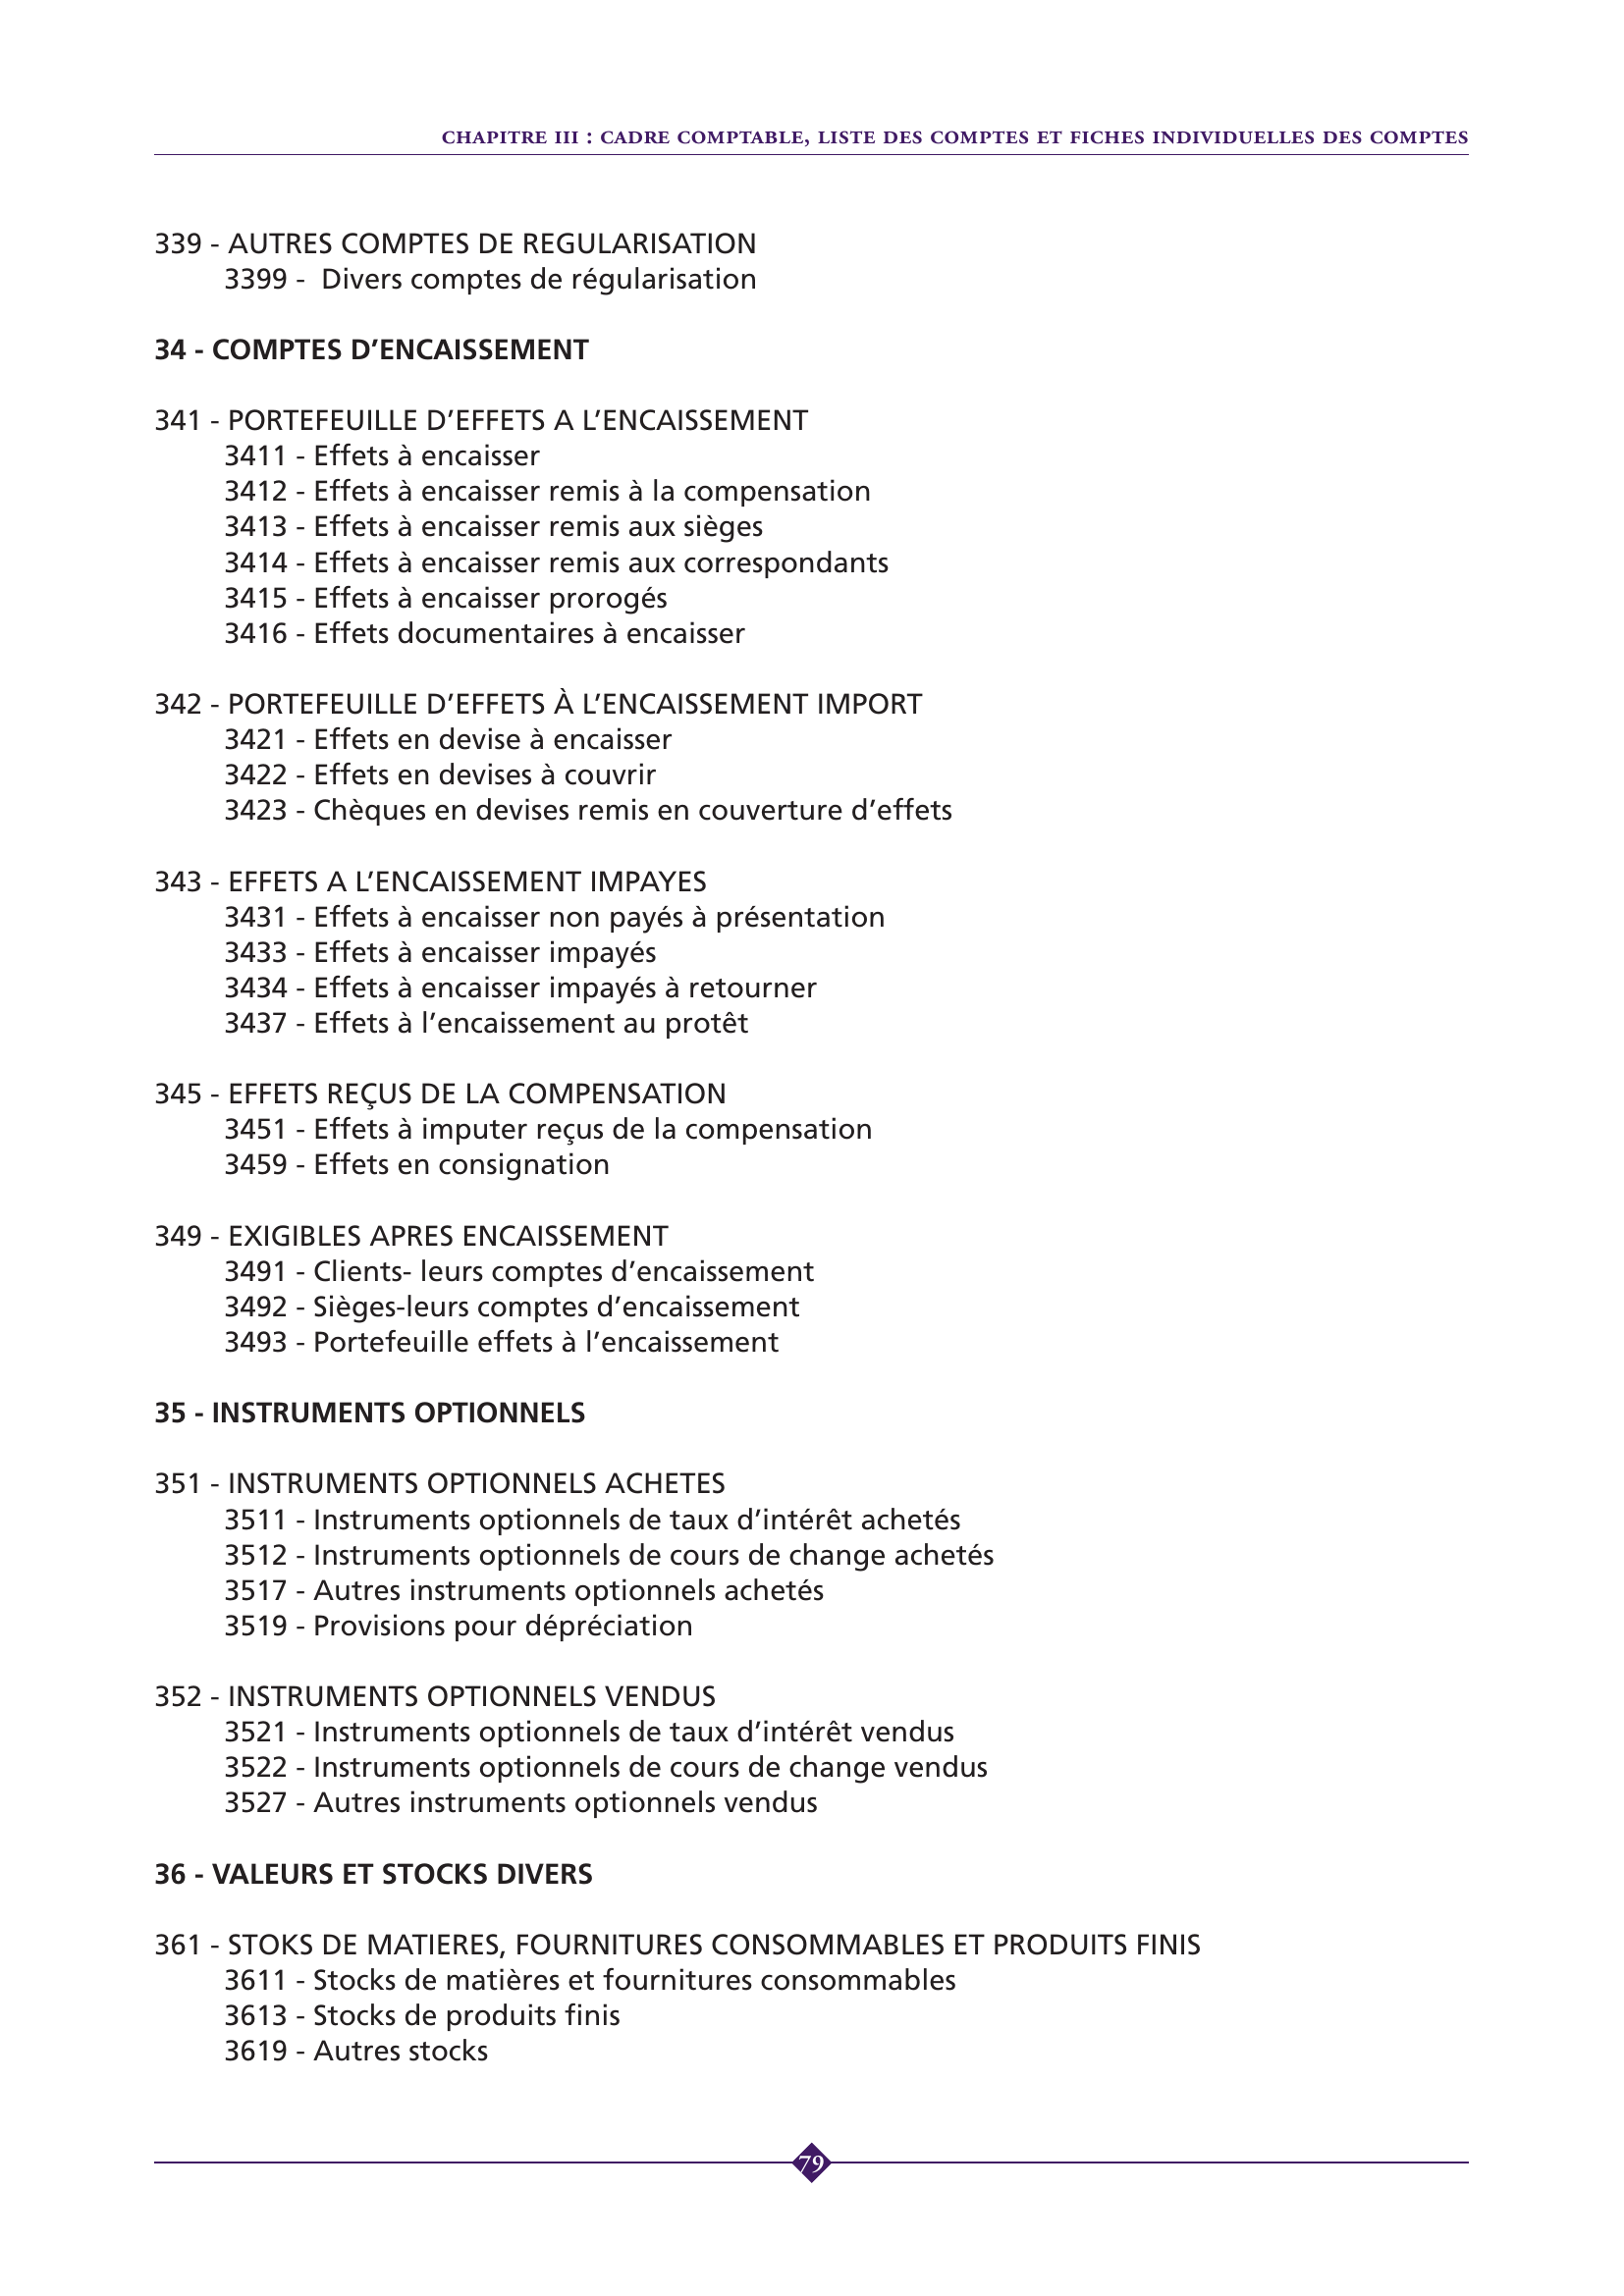 CHAPITRE III : CADRE COMPTABLE, LISTE DES COMPTES ET FICHES INDIVIDUELLES DES COMPTES
339 - AUTRES COMPTES DE REGULARISATION
3399 -  Divers comptes de régularisation
34 - COMPTES D’ENCAISSEMENT
341 - PORTEFEUILLE D’EFFETS A L’ENCAISSEMENT
3411 - Effets à encaisser
3412 - Effets à encaisser remis à la compensation
3413 - Effets à encaisser remis aux sièges
3414 - Effets à encaisser remis aux correspondants
3415 - Effets à encaisser prorogés
3416 - Effets documentaires à encaisser
342 - PORTEFEUILLE D’EFFETS À L’ENCAISSEMENT IMPORT
3421 - Effets en devise à encaisser
3422 - Effets en devises à couvrir
3423 - Chèques en devises remis en couverture d’effets
343 - EFFETS A L’ENCAISSEMENT IMPAYES
3431 - Effets à encaisser non payés à présentation
3433 - Effets à encaisser impayés
3434 - Effets à encaisser impayés à retourner
3437 - Effets à l’encaissement au protêt
345 - EFFETS REÇUS DE LA COMPENSATION
3451 - Effets à imputer reçus de la compensation
3459 - Effets en consignation
349 - EXIGIBLES APRES ENCAISSEMENT
3491 - Clients- leurs comptes d’encaissement
3492 - Sièges-leurs comptes d’encaissement
3493 - Portefeuille effets à l’encaissement
35 - INSTRUMENTS OPTIONNELS
351 - INSTRUMENTS OPTIONNELS ACHETES
3511 - Instruments optionnels de taux d’intérêt achetés
3512 - Instruments optionnels de cours de change achetés
3517 - Autres instruments optionnels achetés
3519 - Provisions pour dépréciation
352 - INSTRUMENTS OPTIONNELS VENDUS
3521 - Instruments optionnels de taux d’intérêt vendus
3522 - Instruments optionnels de cours de change vendus
3527 - Autres instruments optionnels vendus
36 - VALEURS ET STOCKS DIVERS
361 - STOKS DE MATIERES, FOURNITURES CONSOMMABLES ET PRODUITS FINIS
3611 - Stocks de matières et fournitures consommables
3613 - Stocks de produits finis
3619 - Autres stocks
79